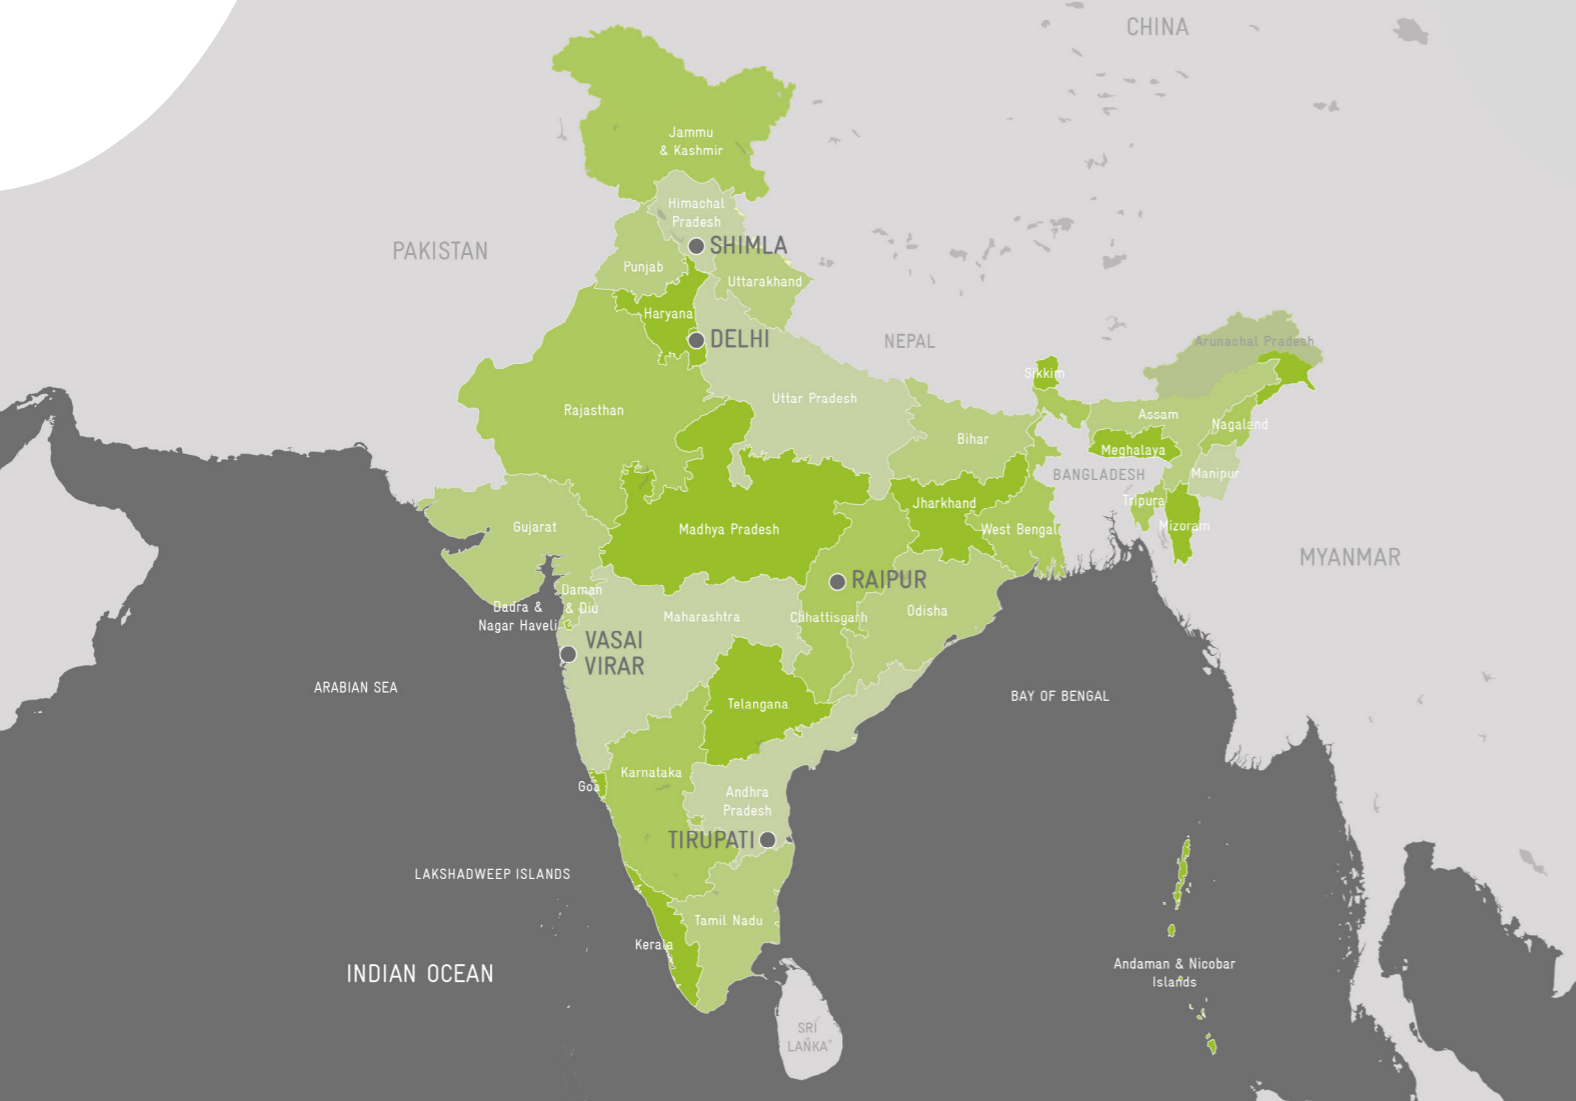 CHINA
Jammu
& Kashmir
Himachal
Pradesh
PAKISTAN
SHIMLA
Punjab
Uttarakhand
Haryana
DELHI
NEPAL
Arunachal Pradesh
Sikkim
Uttar Pradesh
Rajasthan
Assam
Nagaland
Bihar
Meghalaya
BANGLADESH
Manipur
Jharkhand
Tripura
Gujarat
Madhya Pradesh
West Bengal
Mizoram
MYANMAR
RAIPUR
Daman
& Diu
Dadra &
Nagar Haveli
Maharashtra
Chhattisgarh
Odisha
VASAI
VIRAR
ARABIAN SEA
BAY OF BENGAL
Telangana
Karnataka
Goa
Andhra
Pradesh
TIRUPATI
LAKSHADWEEP ISLANDS
Tamil Nadu
Kerala
INDIAN OCEAN
Andaman & Nicobar
Islands
SRI
LANKA